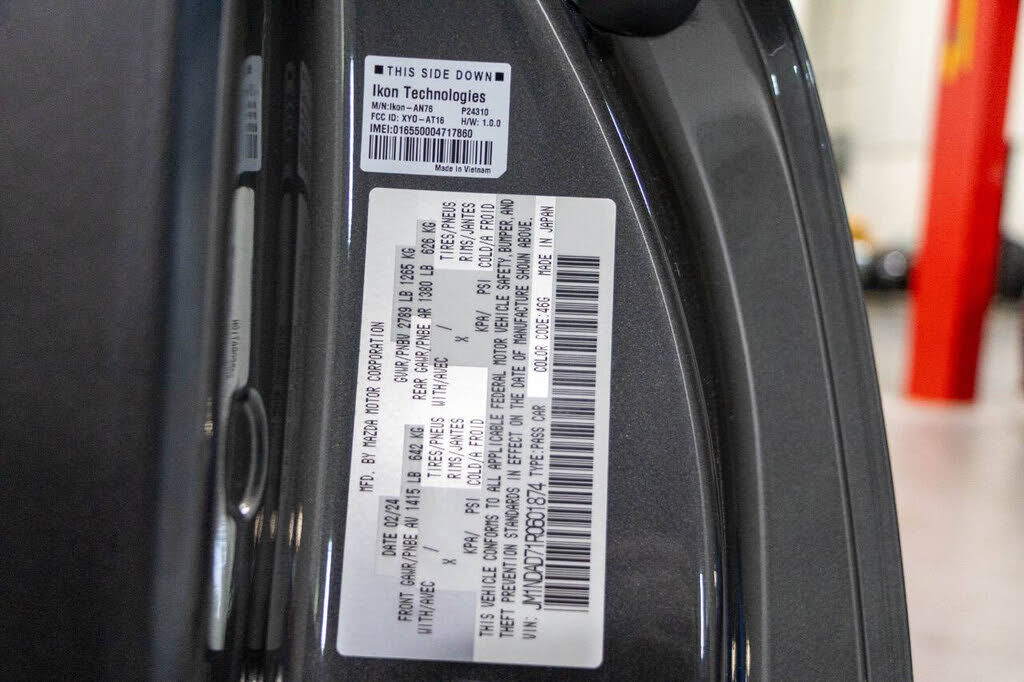 ■ THIS SIDE DOWN ■
Ikon Technologies
M/N:Ikon-AN76 P24310
FCC ID: XYO-AT16 H/W: 1.0.0
IMEI:016550004717860
Made in Vietnam
MFD. BY MAZDA MOTOR CORPORATION
DATE 02/24 GVWR/PNBV 2789 LB 1265 KG
FRONT GAWR/PNBE AV 1415 LB 642 KG REAR GAWR/PNBE AR 1380 LB 626 KG
WITH/AVEC / TIRES/PNEUS WITH/AVEC / TIRES/PNEUS
X RIMS/JANTES X RIMS/JANTES
KPA/ PSI COLD/A FROID KPA/ PSI COLD/A FROID
THIS VEHICLE CONFORMS TO ALL APPLICABLE FEDERAL MOTOR VEHICLE SAFETY, BUMPER, AND
THEFT PREVENTION STANDARDS IN EFFECT ON THE DATE OF MANUFACTURE SHOWN ABOVE.
VIN: JM1NDAD71R0601874 TYPE:PASS CAR COLOR CODE:46G MADE IN JAPAN